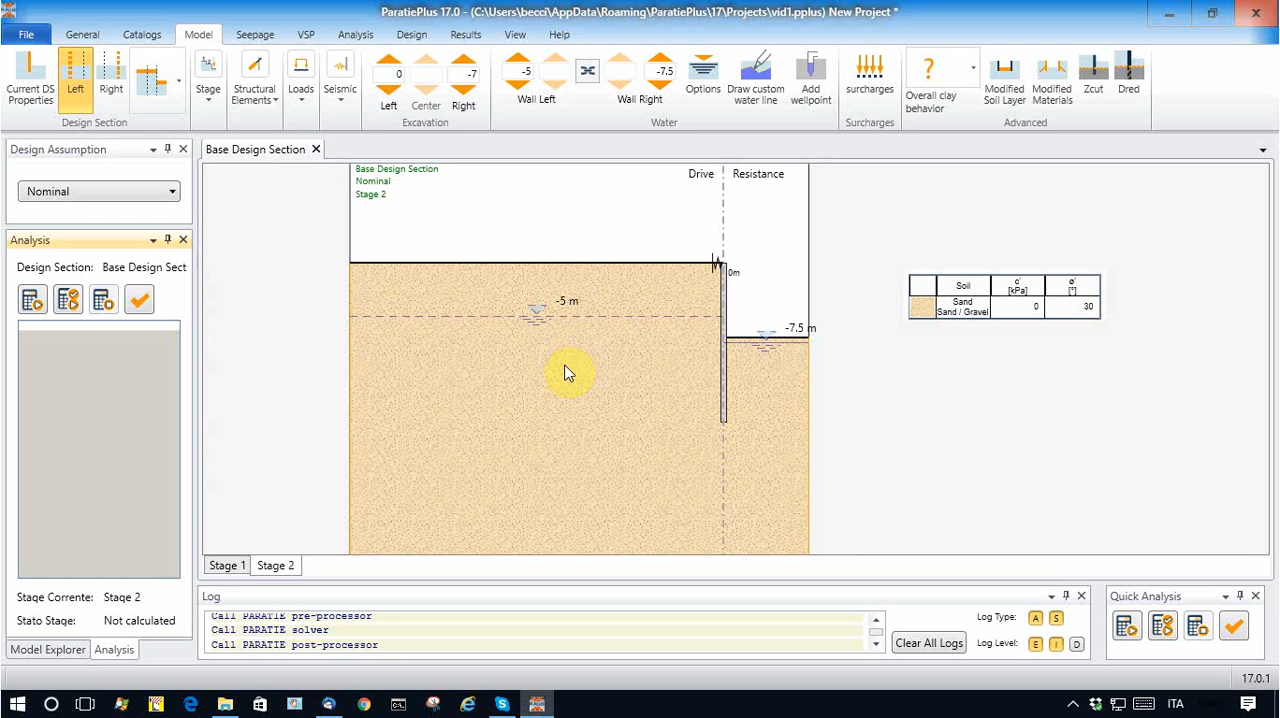 ParatiePlus 17.0 - (C:\Users\becci\AppData\Roaming\ParatiePlus\17\Projects\vid1.pplus) New Project *
File General Catalogs Model Seepage VSP Analysis Design Results View Help
Current DS Properties
Left
Right
Design Section
Stage
Structural Elements
Loads
Seismic
0
-7
Left Center Right
Excavation
-5
-7.5
Wall Left
Wall Right
Options
Draw custom water line
Add wellpoint
Water
surcharges
Surcharges
?
Overall clay behavior
Modified Soil Layer
Modified Materials
Zcut
Dred
Advanced
Design Assumption
Nominal
Analysis
Design Section: Base Design Sect
Stage Corrente: Stage 2
Stato Stage: Not calculated
Model Explorer Analysis
Base Design Section
Base Design Section
Nominal
Stage 2
Drive Resistance
0m
-5 m
-7.5 m
Soil c' [kPa] ø' [°]
Sand Sand / Gravel 0 30
Stage 1 Stage 2
Log
Call PARATIE pre-processor
Call PARATIE solver
Call PARATIE post-processor
Clear All Logs
Log Type: A S
Log Level: E I D
Quick Analysis
17.0.1
ITA